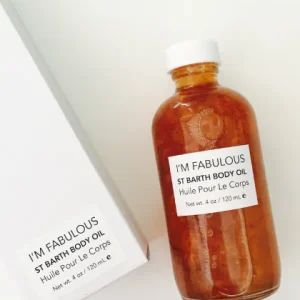 I'M FABULOUS
ST BARTH BODY OIL
Huile Pour Le Corps
Net wt. 4 oz / 120 mL e
I'M FABULOUS
ST BARTH BODY OIL
Huile Pour Le Corps
Net wt. 4 oz / 120 mL e